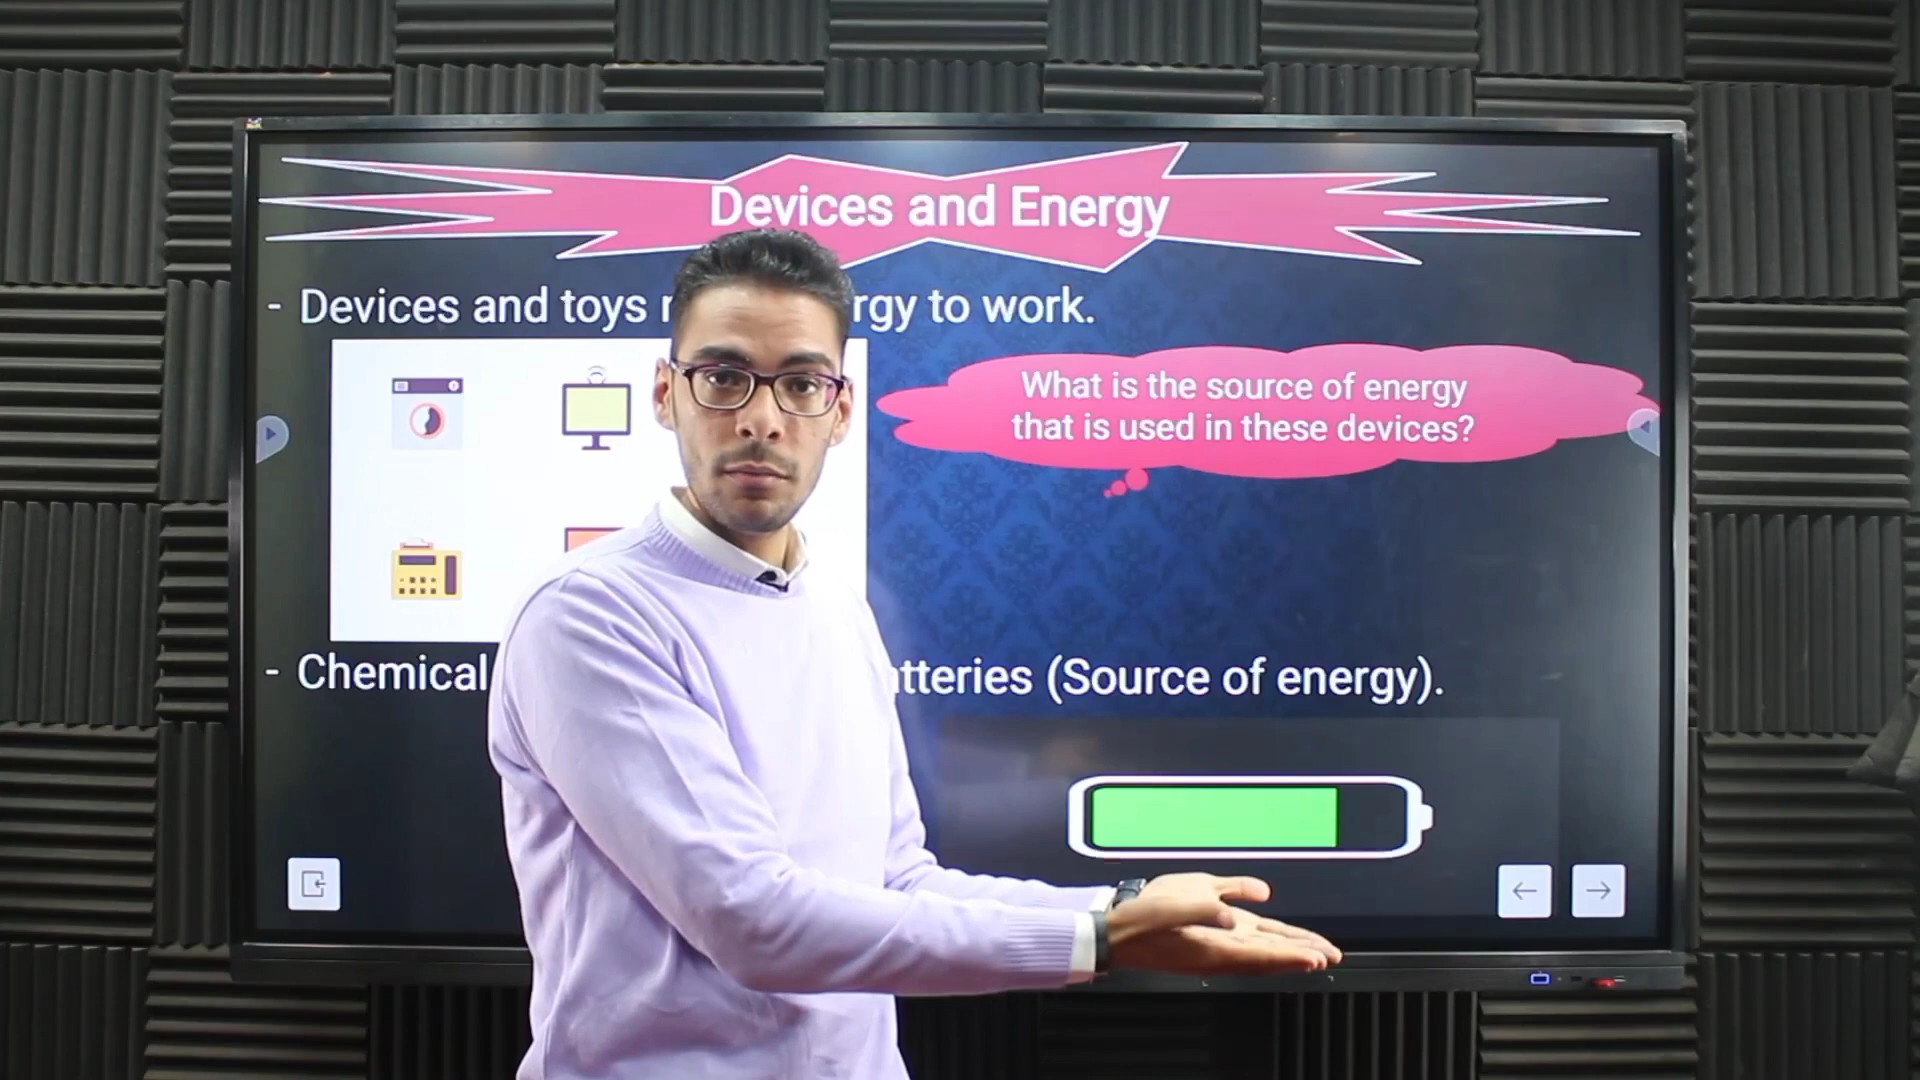 Devices and Energy
- Devices and toys rgy to work.
What is the source of energy
that is used in these devices?
- Chemical tteries (Source of energy).